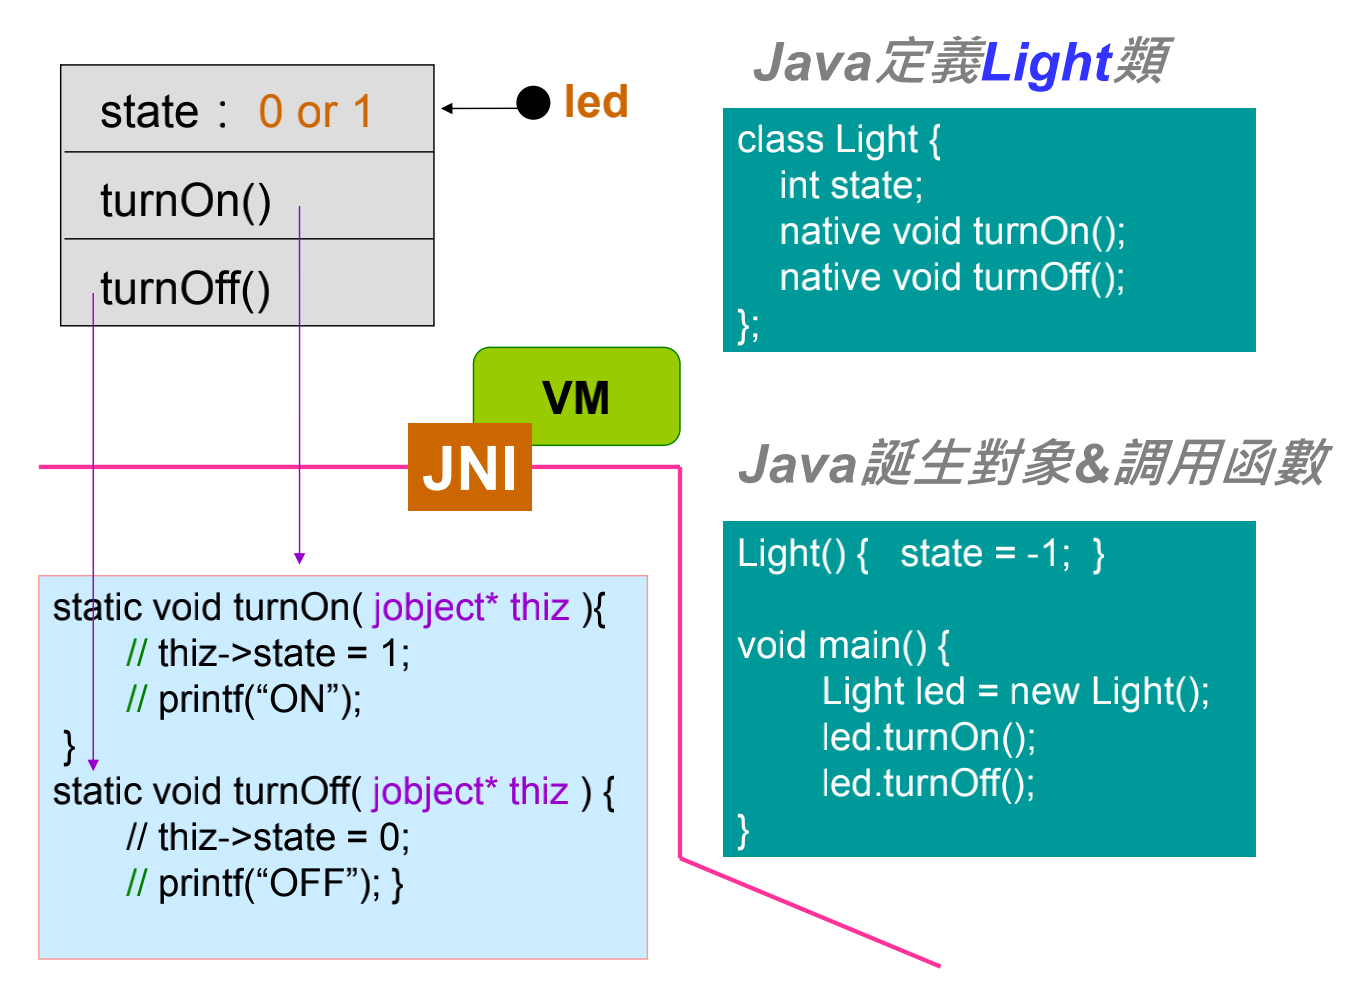 state： 0 or 1
led
turnOn()
turnOff()
VM
JNI
static void turnOn( jobject* thiz ){
// thiz->state = 1;
// printf(“ON”);
}
static void turnOff( jobject* thiz ) {
// thiz->state = 0;
// printf(“OFF”); }
Java定義Light類
class Light {
int state;
native void turnOn();
native void turnOff();
};
Java誕生對象&調用函數
Light() { state = -1; }
void main() {
Light led = new Light();
led.turnOn();
led.turnOff();
}